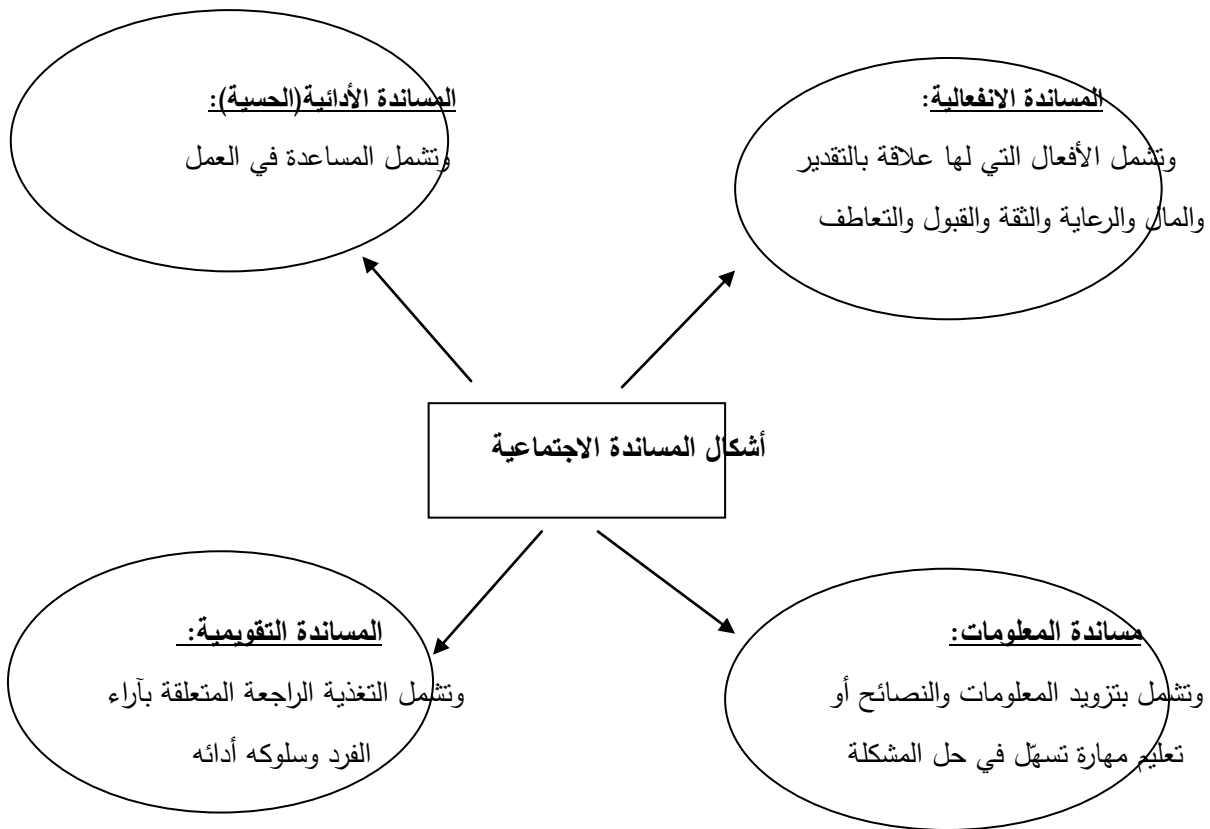 المساندة الانفعالية:
وتشمل الأفعال التي لها علاقة بالتقدير
والمال والرعاية والثقة والقبول والتعاطف
المساندة الأدائية(الحسية):
وتشمل المساعدة في العمل
أشكال المساندة الاجتماعية
مساندة المعلومات:
وتشمل بتزويد المعلومات والنصائح أو
تعليم مهارة تسهّل في حل المشكلة
المساندة التقويمية:
وتشمل التغذية الراجعة المتعلقة بآراء
الفرد وسلوكه أدائه